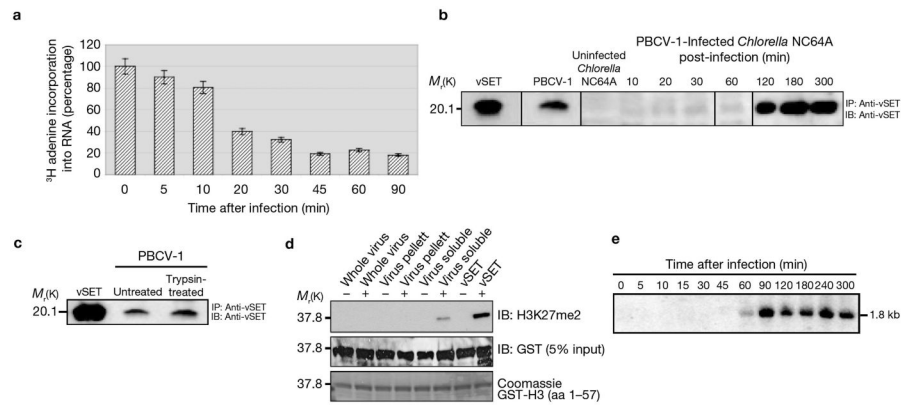 a
120
100
80
60
40
20
0
³H adenine incorporation
into RNA (percentage)
0 5 10 20 30 45 60 90
Time after infection (min)
b
PBCV-1-Infected Chlorella NC64A
post-infection (min)
Uninfected
Chlorella
NC64A
Mr(K) vSET PBCV-1 10 20 30 60 120 180 300
20.1
IP: Anti-vSET
IB: Anti-vSET
c
PBCV-1
Mr(K) vSET Untreated Trypsin-
treated
20.1
IP: Anti-vSET
IB: Anti-vSET
d
Whole virus
Whole virus
Virus pellett
Virus pellett
Virus soluble
Virus soluble
vSET
vSET
Mr(K) – + – + – + – +
37.8 IB: H3K27me2
37.8 IB: GST (5% input)
37.8 Coomassie
GST-H3 (aa 1–57)
e
Time after infection (min)
0 5 10 15 30 45 60 90 120 180 240 300
1.8 kb